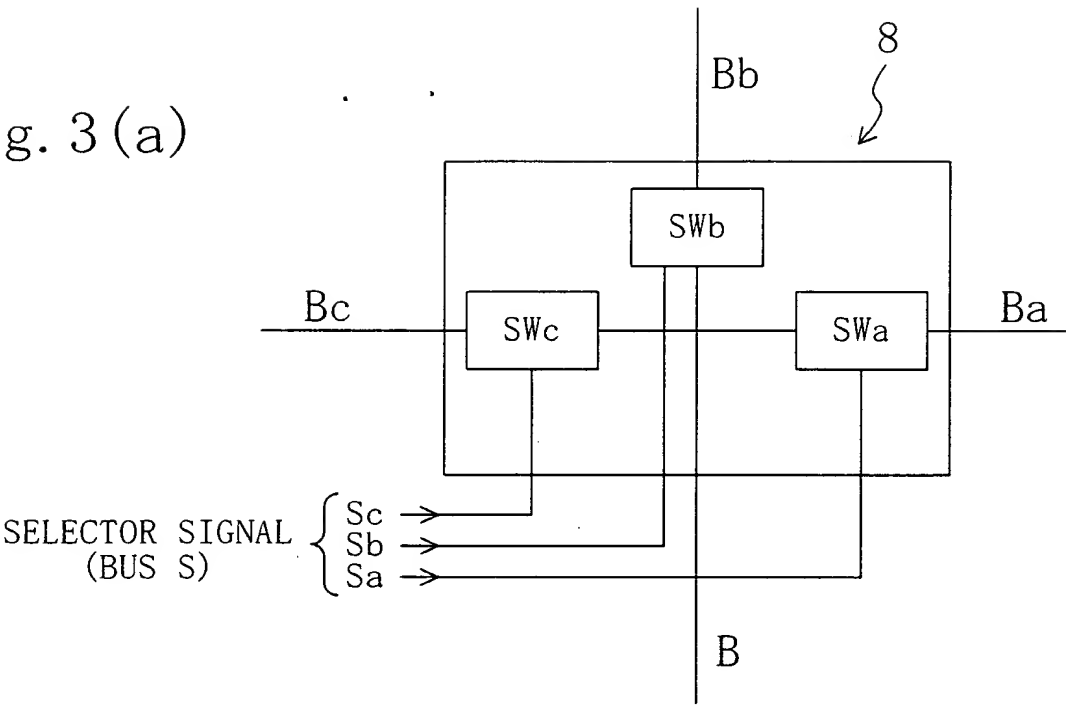 8
Bb
g. 3 (a)
SWb
Bc
SWc
SWa
Ba
SELECTOR SIGNAL
(BUS S)
Sc
Sb
Sa
B